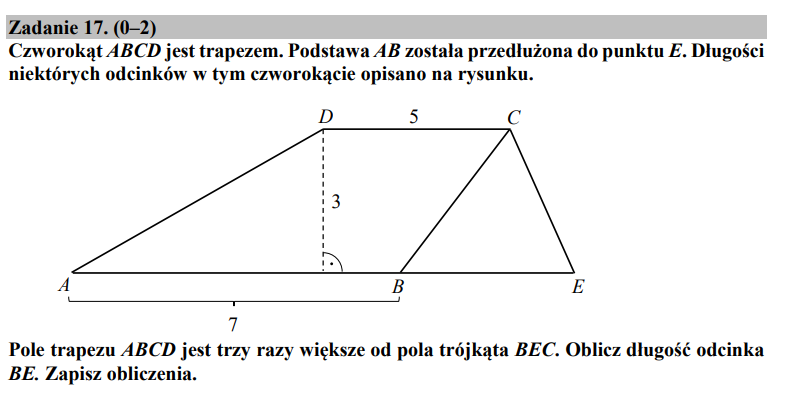 Zadanie 17. (0–2)
Czworokąt ABCD jest trapezem. Podstawa AB została przedłużona do punktu E. Długości
niektórych odcinków w tym czworokącie opisano na rysunku.
D 5 C
3
A B E
7
Pole trapezu ABCD jest trzy razy większe od pola trójkąta BEC. Oblicz długość odcinka
BE. Zapisz obliczenia.